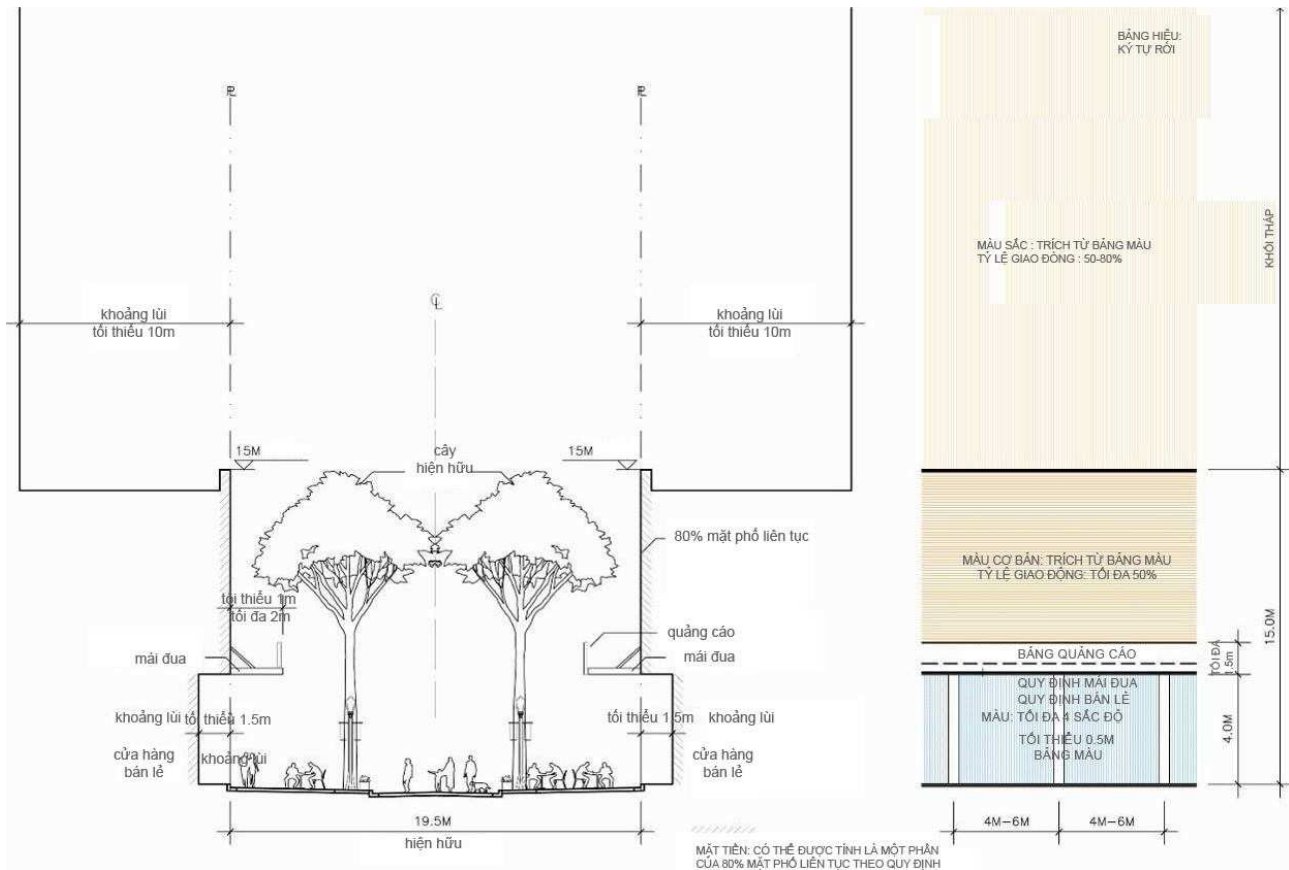 BẢNG HIỆU:
KÝ TỰ RỜI
MÀU SẮC : TRÍCH TỪ BẢNG MÀU
TỶ LỆ GIAO ĐÒNG : 50-80%
KHỐI THÁP
khoảng lùi
tối thiểu 10m
khoảng lùi
tối thiểu 10m
15M
cây
hiện hữu
15M
80% mặt phố liên tục
tối thiểu 1m
tối đa 2m
mái đua
quảng cáo
mái đua
khoảng lùi
tối thiểu 1.5m
tối thiểu 1.5m
khoảng lùi
cửa hàng
bán lẻ
khoảng lùi
cửa hàng
bán lẻ
19.5M
hiện hữu
MẶT TIỀN: CÓ THỂ ĐƯỢC TÍNH LÀ MỘT PHẦN
CỦA 80% MẶT PHỐ LIÊN TỤC THEO QUY ĐỊNH
MÀU CƠ BẢN: TRÍCH TỪ BẢNG MÀU
TỶ LỆ GIAO ĐỘNG: TỐI ĐA 50%
BẢNG QUẢNG CÁO
QUY ĐỊNH MÁI ĐUA
QUY ĐỊNH BÁN LẺ
MÀU: TỐI ĐA 4 SẮC ĐỘ
TỐI THIỂU 0.5M
BẢNG MÀU
TỐI ĐA
1.5m
4.0M
15.0M
4M-6M
4M-6M